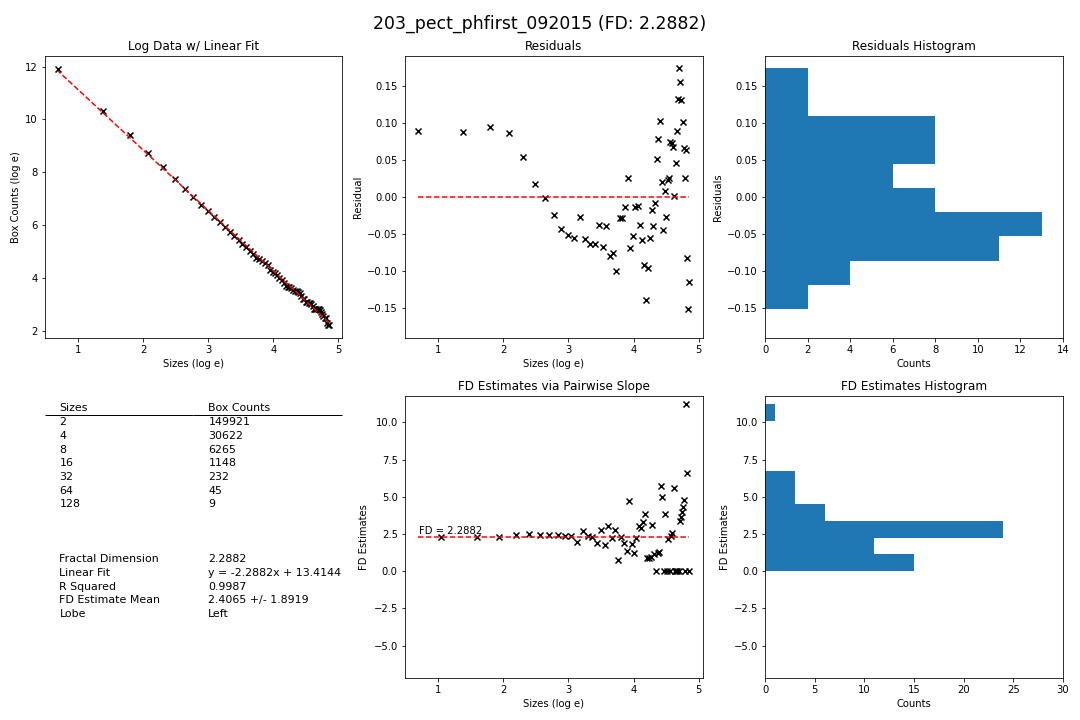 203_pect_phfirst_092015 (FD: 2.2882)
Log Data w/ Linear Fit
Box Counts (log e)
12
10
8
6
4
2
1 2 3 4 5
Sizes (log e)
Residuals
Residual
0.15
0.10
0.05
0.00
−0.05
−0.10
−0.15
1 2 3 4 5
Sizes (log e)
Residuals Histogram
Residuals
0.15
0.10
0.05
0.00
−0.05
−0.10
−0.15
0 2 4 6 8 10 12 14
Counts
Sizes Box Counts
2 149921
4 30622
8 6265
16 1148
32 232
64 45
128 9
Fractal Dimension 2.2882
Linear Fit y = -2.2882x + 13.4144
R Squared 0.9987
FD Estimate Mean 2.4065 +/- 1.8919
Lobe Left
FD Estimates via Pairwise Slope
FD Estimates
10.0
7.5
5.0
2.5
0.0
−2.5
−5.0
FD = 2.2882
1 2 3 4 5
Sizes (log e)
FD Estimates Histogram
FD Estimates
10.0
7.5
5.0
2.5
0.0
−2.5
−5.0
0 5 10 15 20 25 30
Counts